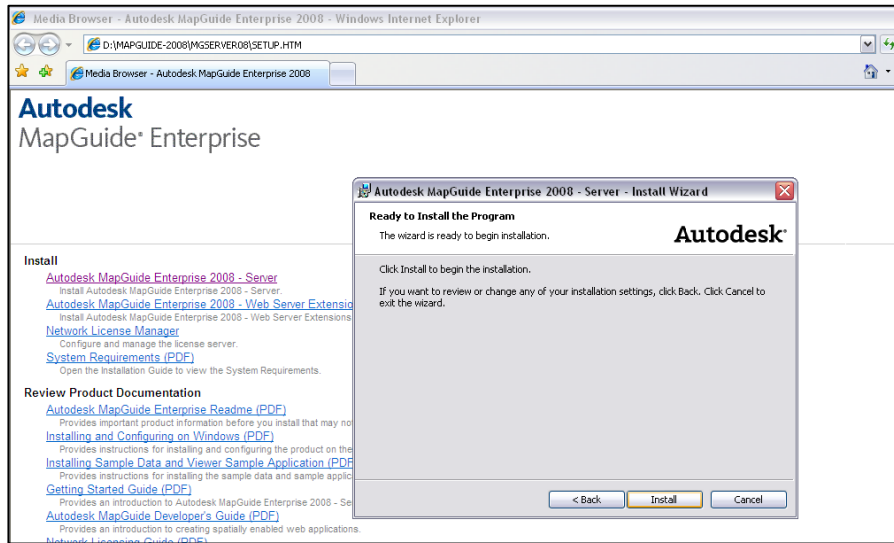 Media Browser - Autodesk MapGuide Enterprise 2008 - Windows Internet Explorer
D:\MAPGUIDE-2008\MGSERVER08\SETUP.HTM
Media Browser - Autodesk MapGuide Enterprise 2008
Autodesk
MapGuide® Enterprise
Install
Autodesk MapGuide Enterprise 2008 - Server
Install Autodesk MapGuide Enterprise 2008 - Server.
Autodesk MapGuide Enterprise 2008 - Web Server Extensio
Install Autodesk MapGuide Enterprise 2008 - Web Server Extensions
Network License Manager
Configure and manage the license server.
System Requirements (PDF)
Open the Installation Guide to view the System Requirements.
Review Product Documentation
Autodesk MapGuide Enterprise Readme (PDF)
Provides important product information before you install that may no
Installing and Configuring on Windows (PDF)
Provides instructions for installing and configuring the product on the
Installing Sample Data and Viewer Sample Application (PDF
Provides instructions for installing the sample data and sample applic
Getting Started Guide (PDF)
Provides an introduction to Autodesk MapGuide Enterprise 2008 - Se
Autodesk MapGuide Developer's Guide (PDF)
Provides an introduction to creating spatially enabled web applications.
Network Licensing Guide (PDF)
Autodesk MapGuide Enterprise 2008 - Server - Install Wizard
Ready to Install the Program
The wizard is ready to begin installation.
Autodesk®
Click Install to begin the installation.
If you want to review or change any of your installation settings, click Back. Click Cancel to
exit the wizard.
< Back Install Cancel